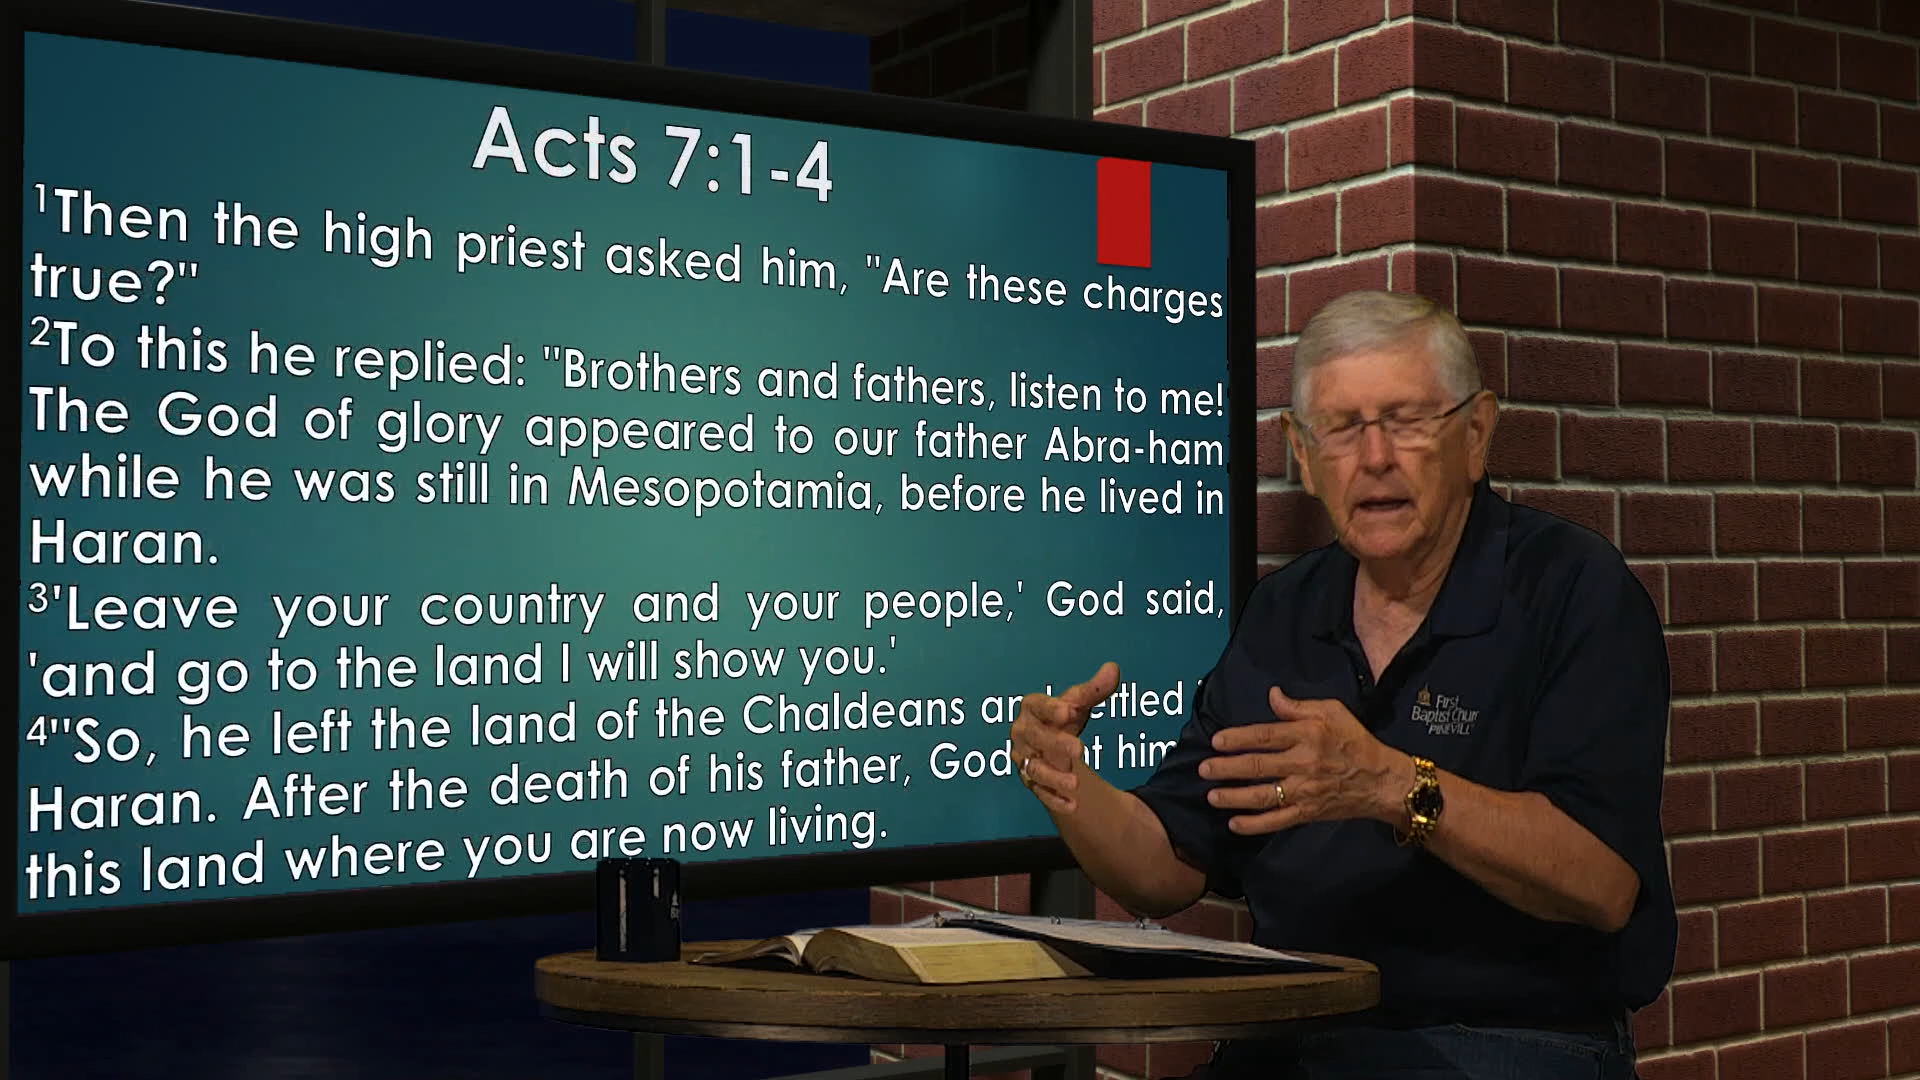 Acts 7:1-4
1Then the high priest asked him, "Are these charges
true?"
2To this he replied: "Brothers and fathers, listen to me!
The God of glory appeared to our father Abra-ham
while he was still in Mesopotamia, before he lived in
Haran.
3'Leave your country and your people,' God said,
'and go to the land I will show you.'
4"So, he left the land of the Chaldeans
Haran. After the death of his father, God him
this land where you are now living.
First
Baptist Church
PINEVILLE